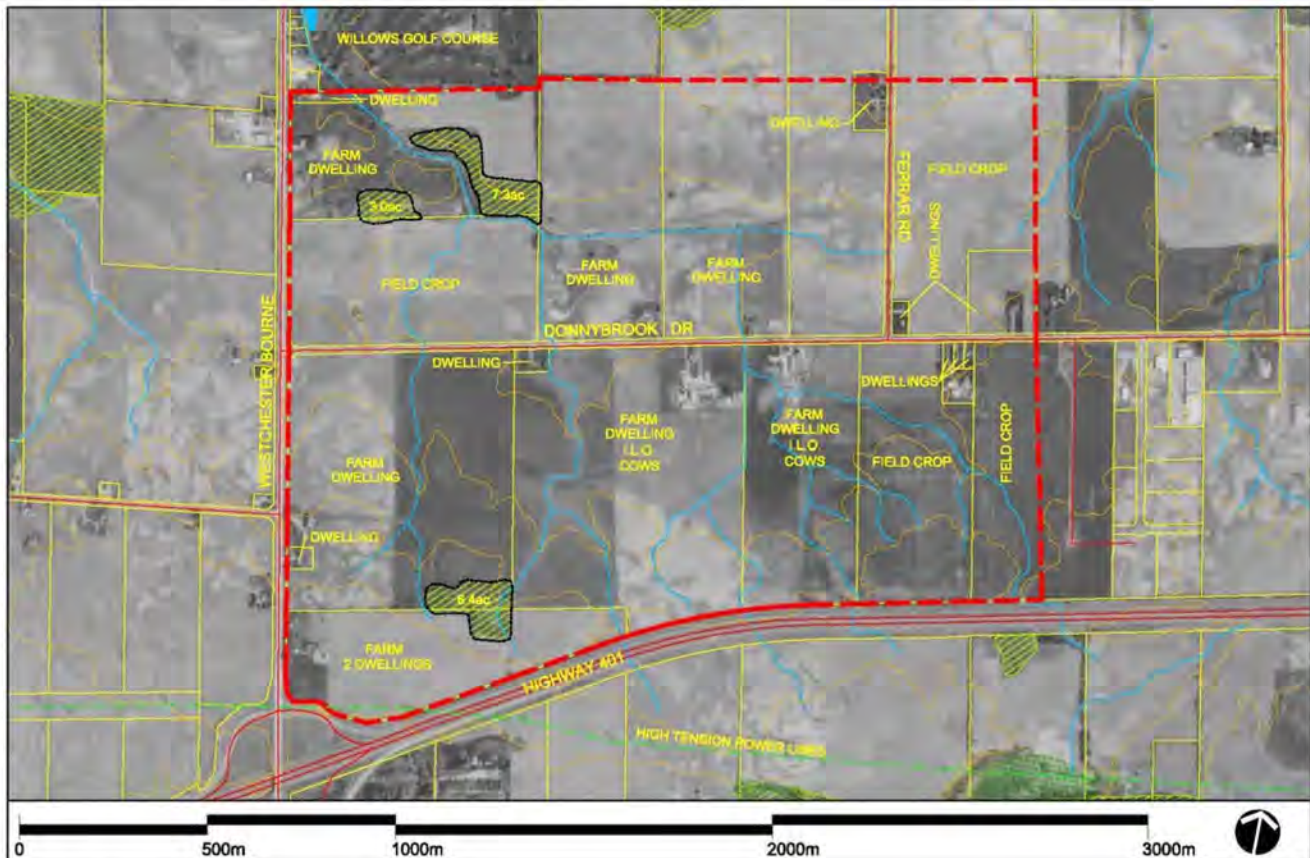 WILLOWS GOLF COURSE
DWELLING
DWELLING
FARM
DWELLING
3.0ac
7.3ac
FERRAR RD
FIELD CROP
DWELLINGS
FIELD CROP
FARM
DWELLING
FARM
DWELLING
WESTCHESTER BOURNE
DONNYBROOK DR
DWELLING
DWELLINGS
FARM
DWELLING
I.L.O
COWS
FARM
DWELLING
I.L.O
COWS
FIELD CROP
FIELD CROP
FARM
DWELLING
DWELLING
6.4ac
FARM
2 DWELLINGS
HIGHWAY 401
HIGH TENSION POWER LINES
0
500m
1000m
2000m
3000m